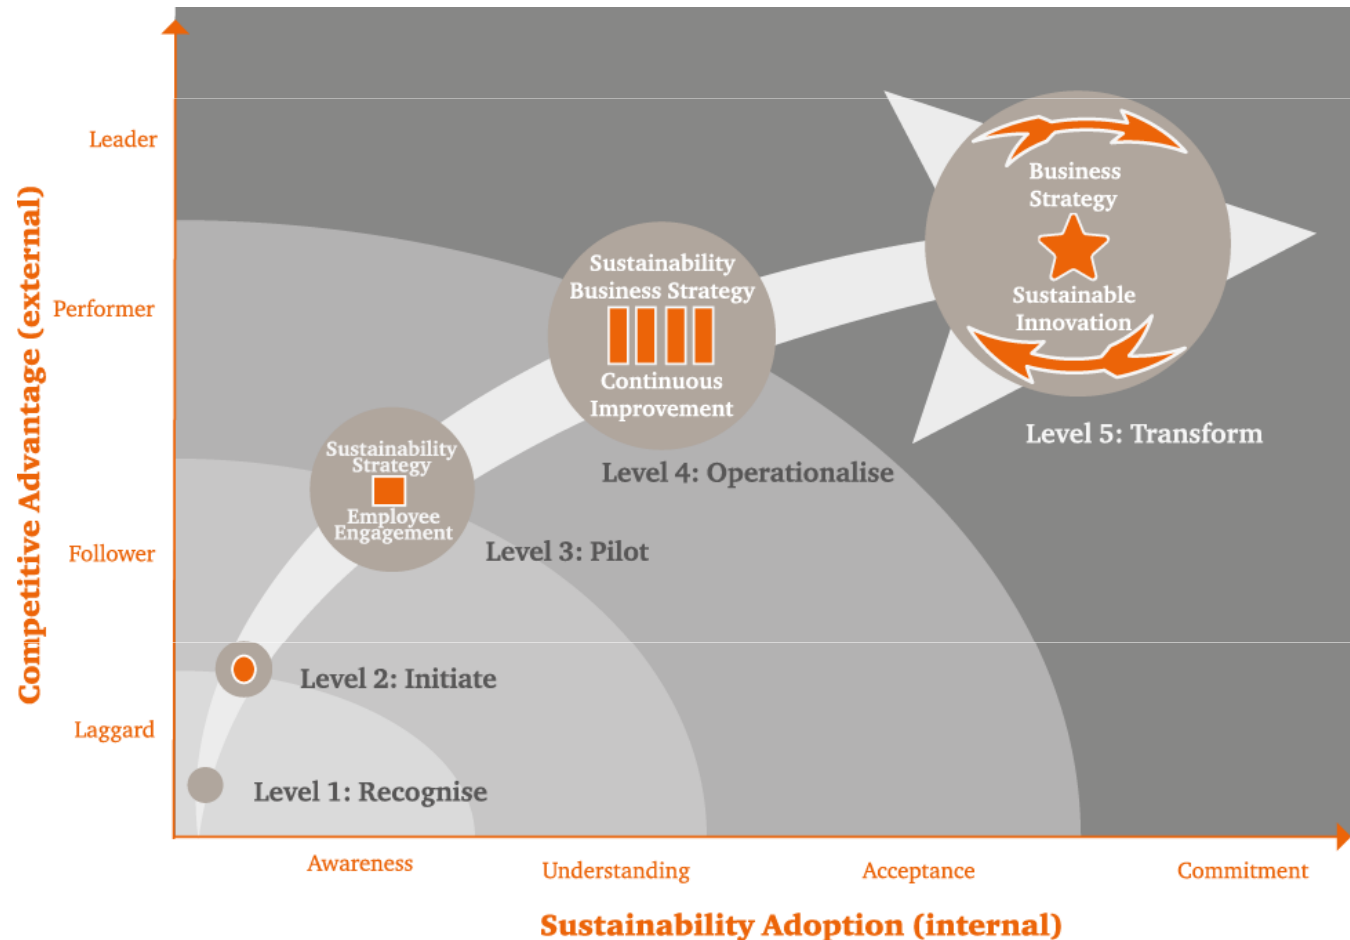 Competitive Advantage (external)
Leader
Performer
Follower
Laggard
Business
Strategy
Sustainable
Innovation
Level 5: Transform
Sustainability
Business Strategy
Continuous
Improvement
Level 4: Operationalise
Sustainability
Strategy
Employee
Engagement
Level 3: Pilot
Level 2: Initiate
Level 1: Recognise
Awareness
Understanding
Acceptance
Commitment
Sustainability Adoption (internal)